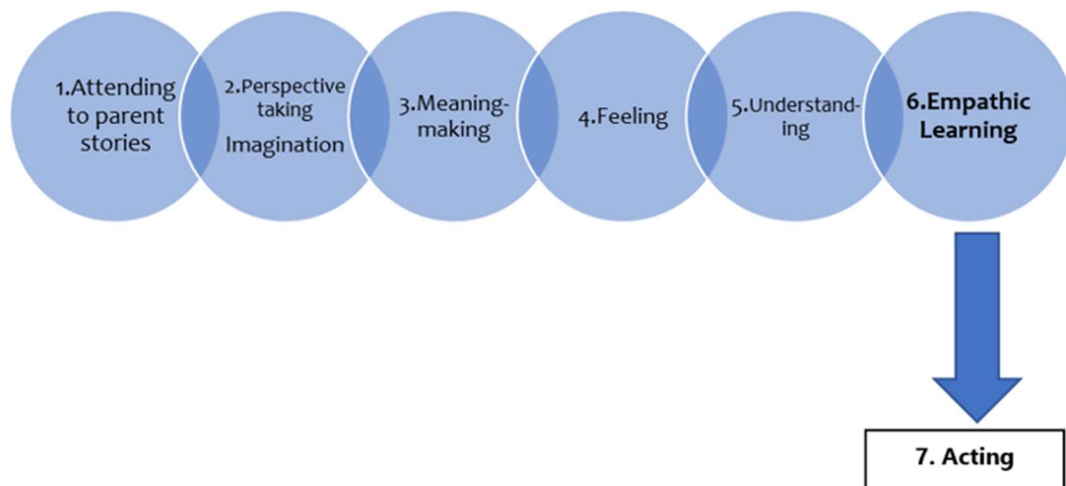 1.Attending
to parent
stories
2.Perspective
taking
Imagination
3.Meaning-
making
4.Feeling
5.Understand-
ing
6.Empathic
Learning
7. Acting